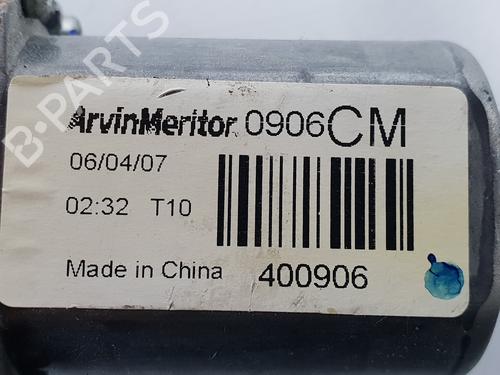 ArvinMeritor 0906CM
06/04/07
02:32 T10
Made in China 400906
B-PARTS